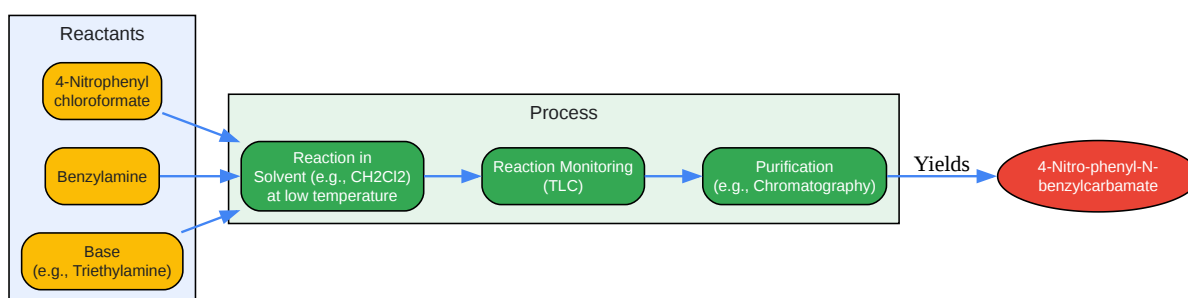 Reactants
4-Nitrophenyl
chloroformate
Benzylamine
Base
(e.g., Triethylamine)
Process
Reaction in
Solvent (e.g., CH2Cl2)
at low temperature
Reaction Monitoring
(TLC)
Purification
(e.g., Chromatography)
Yields
4-Nitro-phenyl-N-
benzylcarbamate